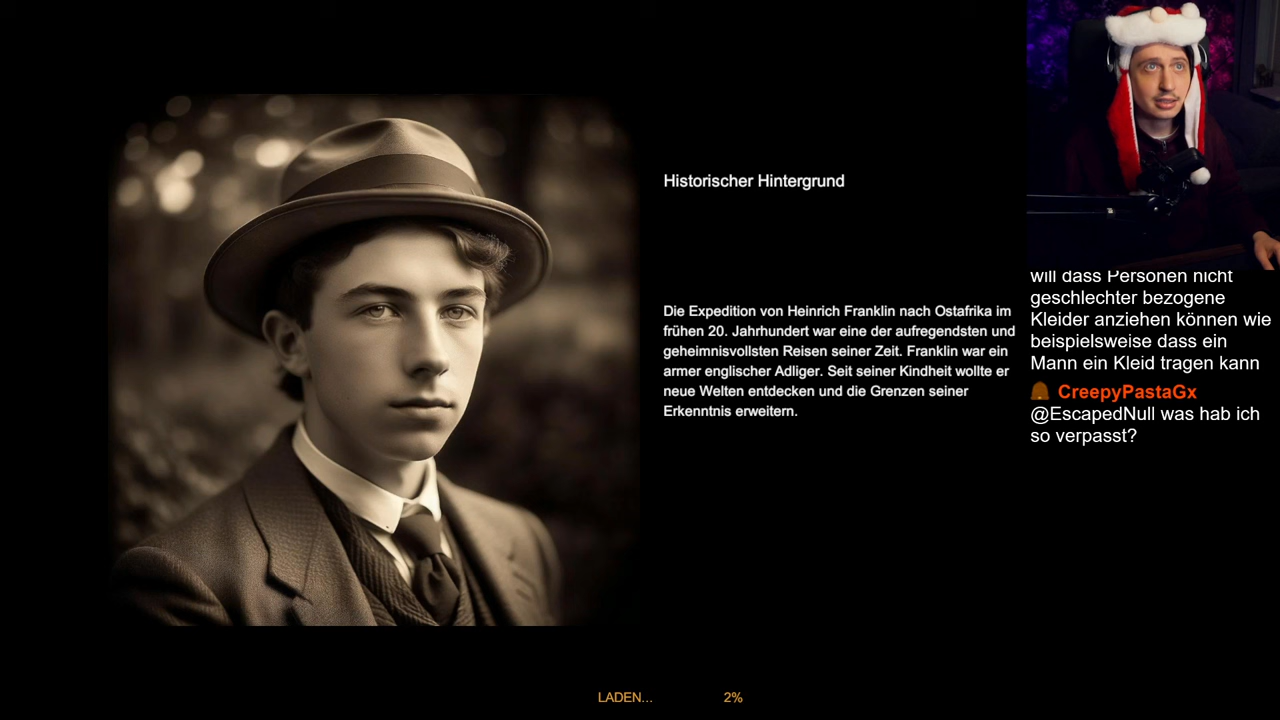 Historischer Hintergrund
Die Expedition von Heinrich Franklin nach Ostafrika im
frühen 20. Jahrhundert war eine der aufregendsten und
geheimnisvollsten Reisen seiner Zeit. Franklin war ein
armer englischer Adliger. Seit seiner Kindheit wollte er
neue Welten entdecken und die Grenzen seiner
Erkenntnis erweitern.
LADEN... 2%
will dass Personen nicht
geschlechter bezogene
Kleider anziehen können wie
beispielsweise dass ein
Mann ein Kleid tragen kann
CreepyPastaGx
@EscapedNull was hab ich
so verpasst?